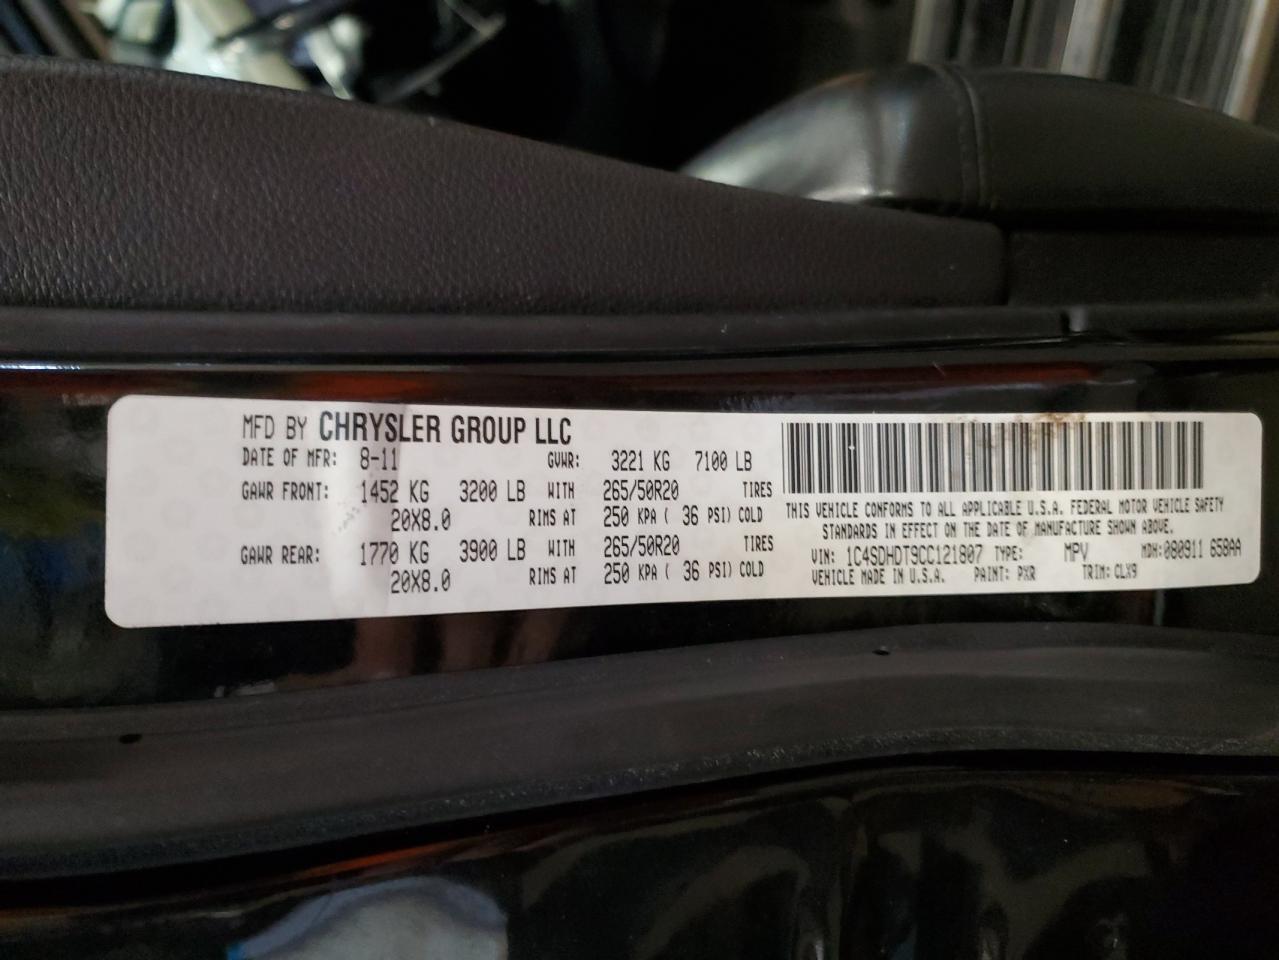 MFD BY CHRYSLER GROUP LLC
DATE OF MFR: 8-11 GVWR: 3221 KG 7100 LB
GAWR FRONT: 1452 KG 3200 LB WITH 265/50R20 TIRES
20X8.0 RIMS AT 250 KPA ( 36 PSI) COLD
GAWR REAR: 1770 KG 3900 LB WITH 265/50R20 TIRES
20X8.0 RIMS AT 250 KPA ( 36 PSI) COLD
THIS VEHICLE CONFORMS TO ALL APPLICABLE U.S.A. FEDERAL MOTOR VEHICLE SAFETY
STANDARDS IN EFFECT ON THE DATE OF MANUFACTURE SHOWN ABOVE.
VIN: 1C4SDHDT9CC121807 TYPE: MPV MDH: 080911 658AA
VEHICLE MADE IN U.S.A. PAINT: PXR TRIM: CLX9